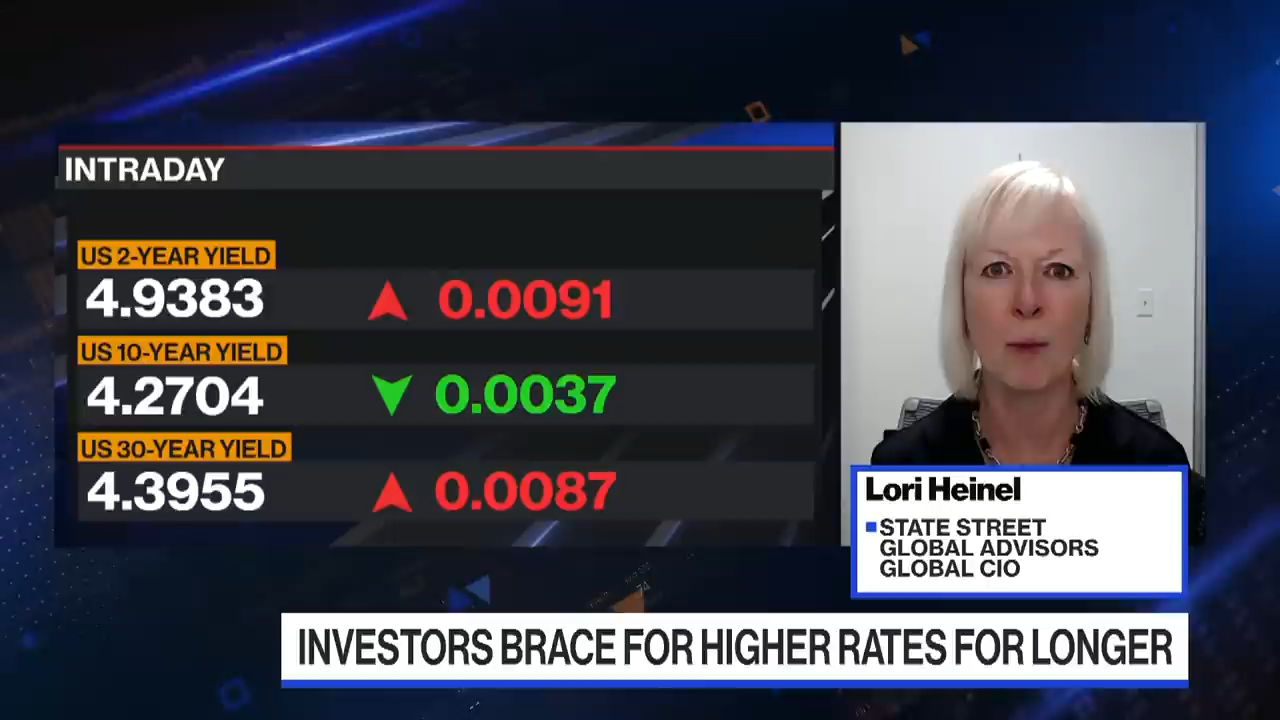 INTRADAY
US 2-YEAR YIELD
4.9383 0.0091
US 10-YEAR YIELD
4.2704 0.0037
US 30-YEAR YIELD
4.3955 0.0087
Lori Heinel
STATE STREET
GLOBAL ADVISORS
GLOBAL CIO
INVESTORS BRACE FOR HIGHER RATES FOR LONGER